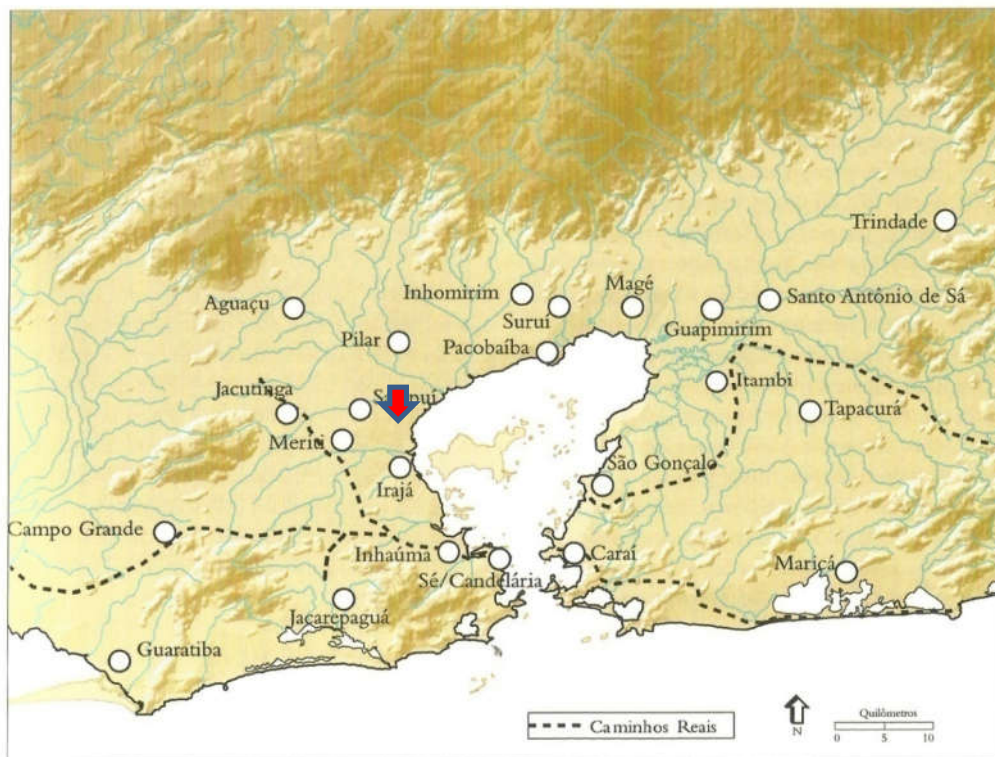 Trindade
Aguaçu
Inhomirim
Magé
Santo Antônio de Sá
Suruí
Guapimirim
Pilar
Pacobaíba
Jacutinga
Itambi
Tapacurá
Meriti
São Gonçalo
Irajá
Campo Grande
Inhaúma
Caraí
Sé/Candelária
Maricá
Jacarepaguá
Guaratiba
Caminhos Reais
N
Quilômetros
0 5 10